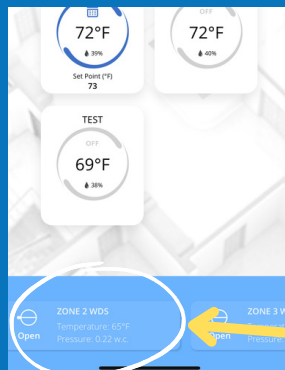 OFF
72°F
72°F
39%
40%
Set Point (°F)
73
TEST
OFF
69°F
38%
ZONE 2 WDS
ZONE 3 W
Temperature: 65°F
Open
Pressure: 0.22 w.c.
Open
Pressure: